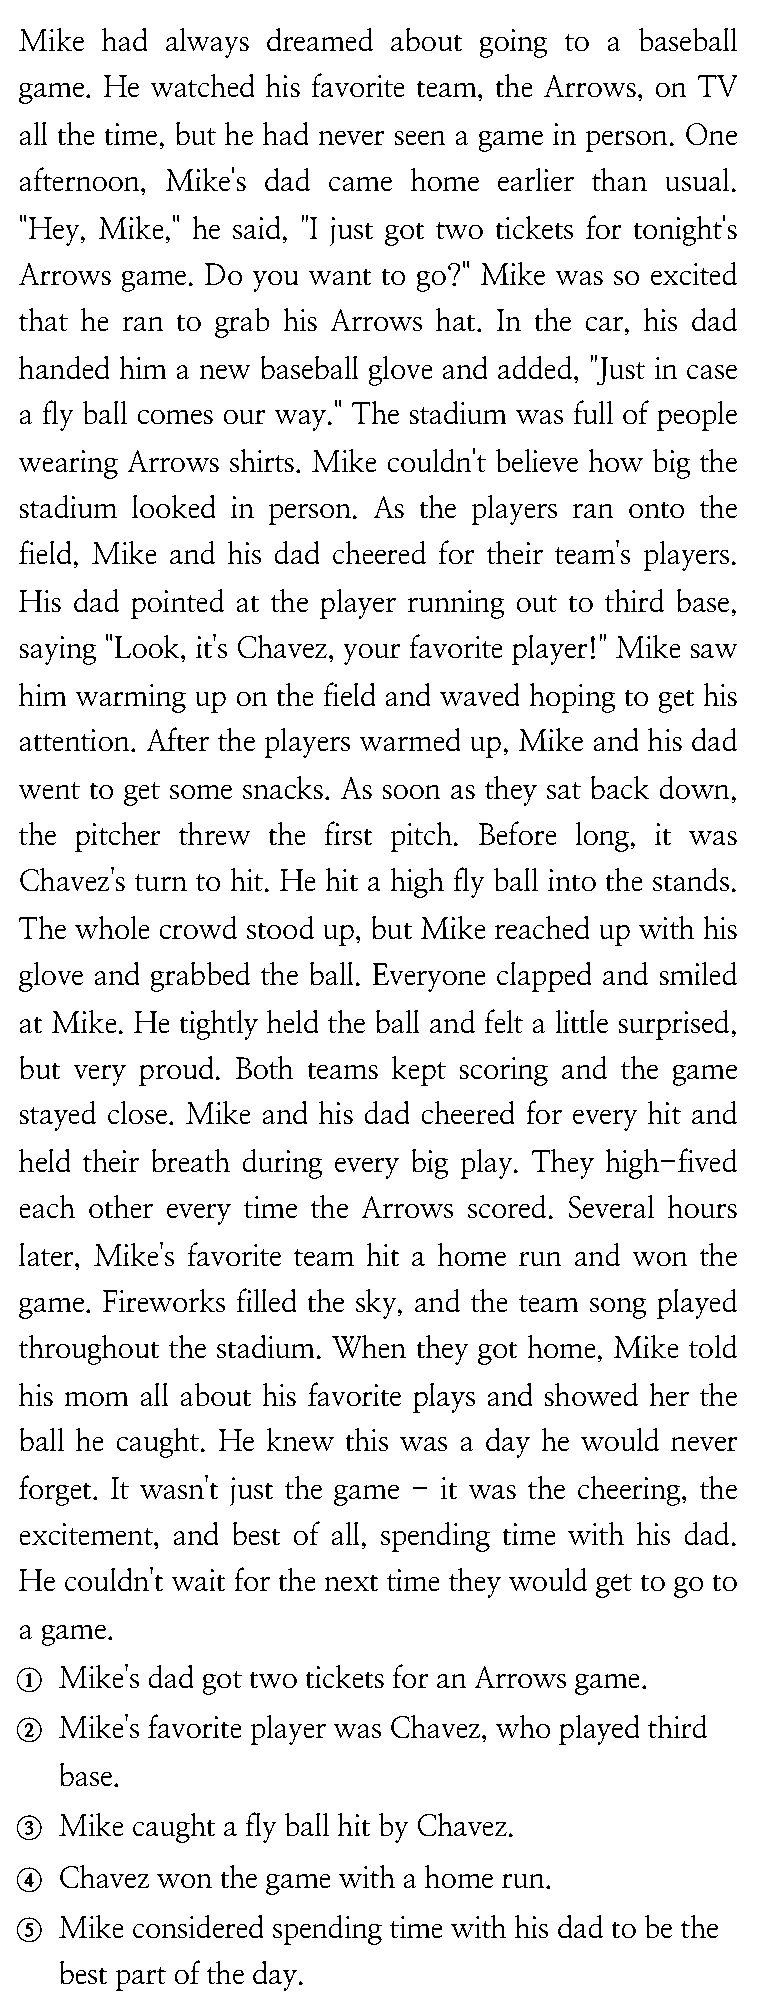 Mike had always dreamed about going to a baseball
game. He watched his favorite team, the Arrows, on TV
all the time, but he had never seen a game in person. One
afternoon, Mike's dad came home earlier than usual.
"Hey, Mike," he said, "I just got two tickets for tonight's
Arrows game. Do you want to go?" Mike was so excited
that he ran to grab his Arrows hat. In the car, his dad
handed him a new baseball glove and added, "Just in case
a fly ball comes our way." The stadium was full of people
wearing Arrows shirts. Mike couldn't believe how big the
stadium looked in person. As the players ran onto the
field, Mike and his dad cheered for their team's players.
His dad pointed at the player running out to third base,
saying "Look, it's Chavez, your favorite player!" Mike saw
him warming up on the field and waved hoping to get his
attention. After the players warmed up, Mike and his dad
went to get some snacks. As soon as they sat back down,
the pitcher threw the first pitch. Before long, it was
Chavez's turn to hit. He hit a high fly ball into the stands.
The whole crowd stood up, but Mike reached up with his
glove and grabbed the ball. Everyone clapped and smiled
at Mike. He tightly held the ball and felt a little surprised,
but very proud. Both teams kept scoring and the game
stayed close. Mike and his dad cheered for every hit and
held their breath during every big play. They high-fived
each other every time the Arrows scored. Several hours
later, Mike's favorite team hit a home run and won the
game. Fireworks filled the sky, and the team song played
throughout the stadium. When they got home, Mike told
his mom all about his favorite plays and showed her the
ball he caught. He knew this was a day he would never
forget. It wasn't just the game - it was the cheering, the
excitement, and best of all, spending time with his dad.
He couldn't wait for the next time they would get to go to
a game.
① Mike's dad got two tickets for an Arrows game.
② Mike's favorite player was Chavez, who played third
base.
③ Mike caught a fly ball hit by Chavez.
④ Chavez won the game with a home run.
⑤ Mike considered spending time with his dad to be the
best part of the day.